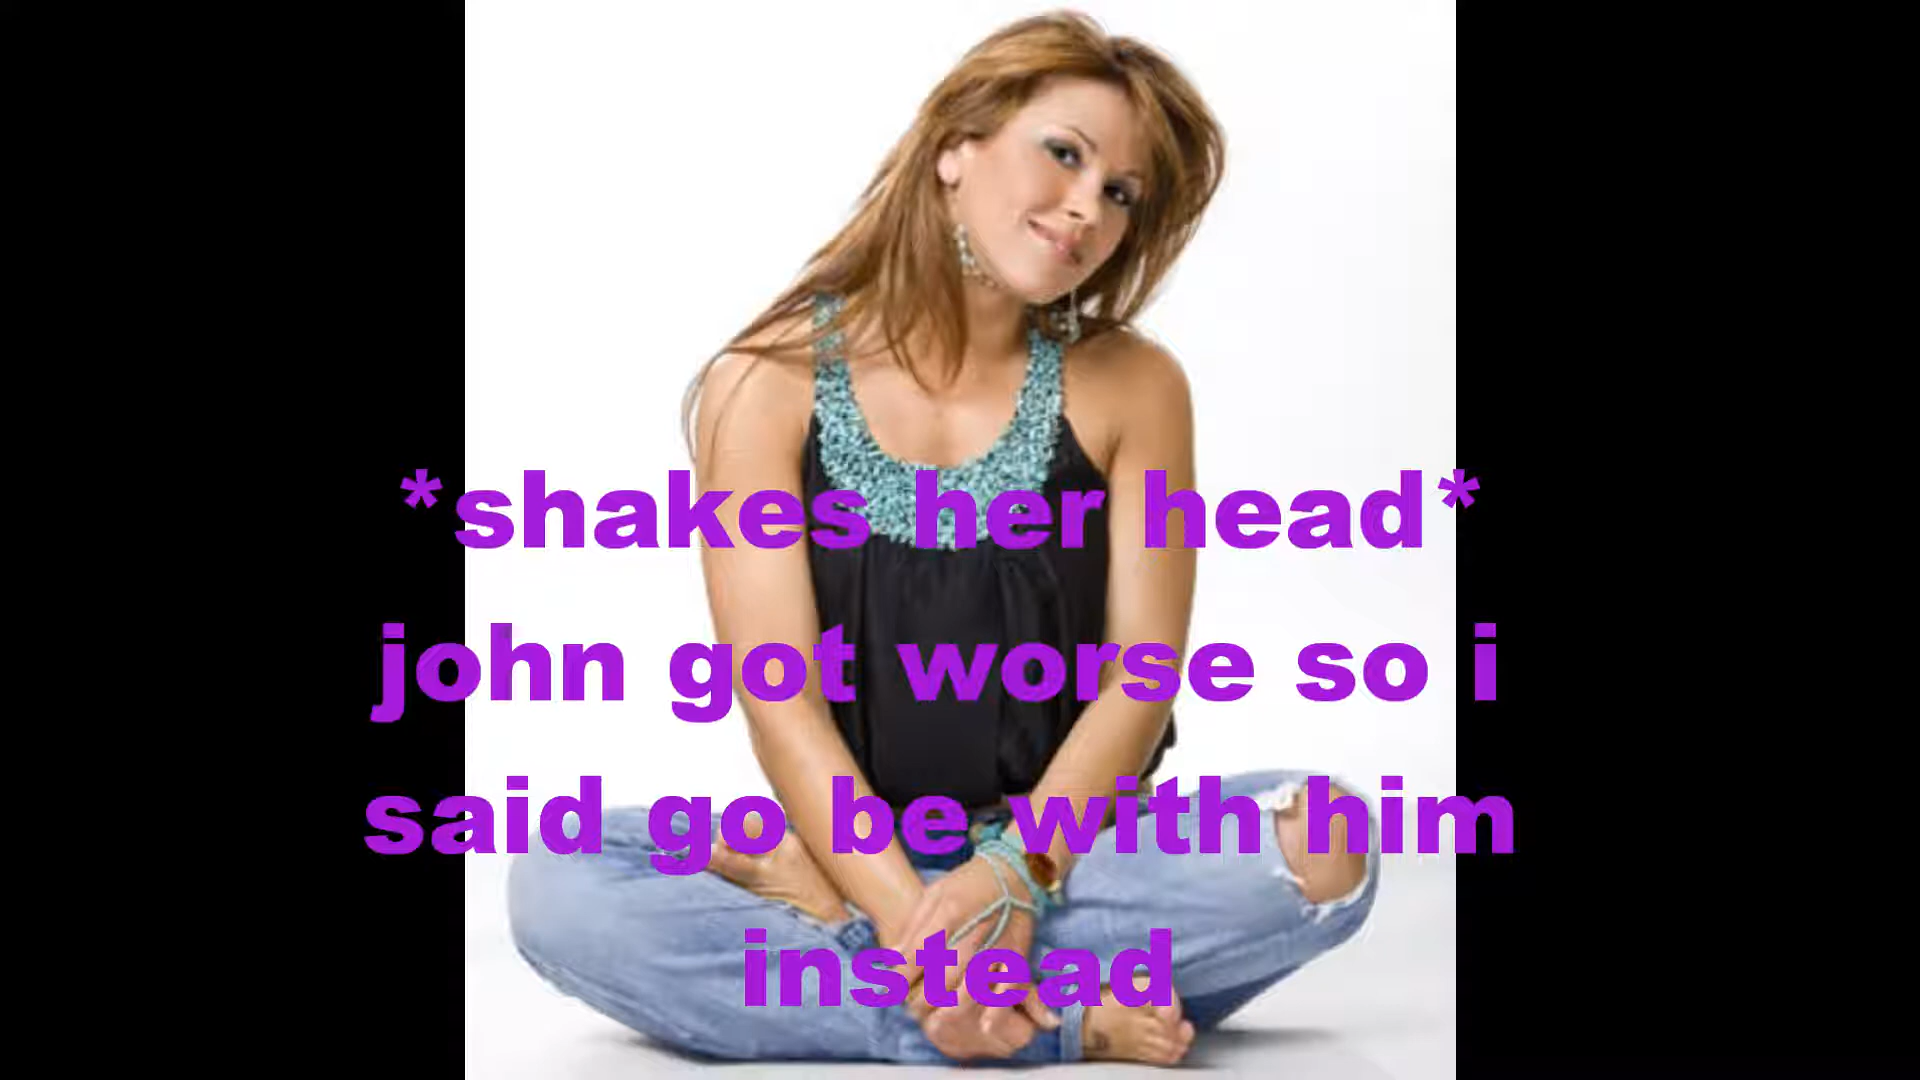 *shakes her head*
john got worse so i
said go be with him
instead